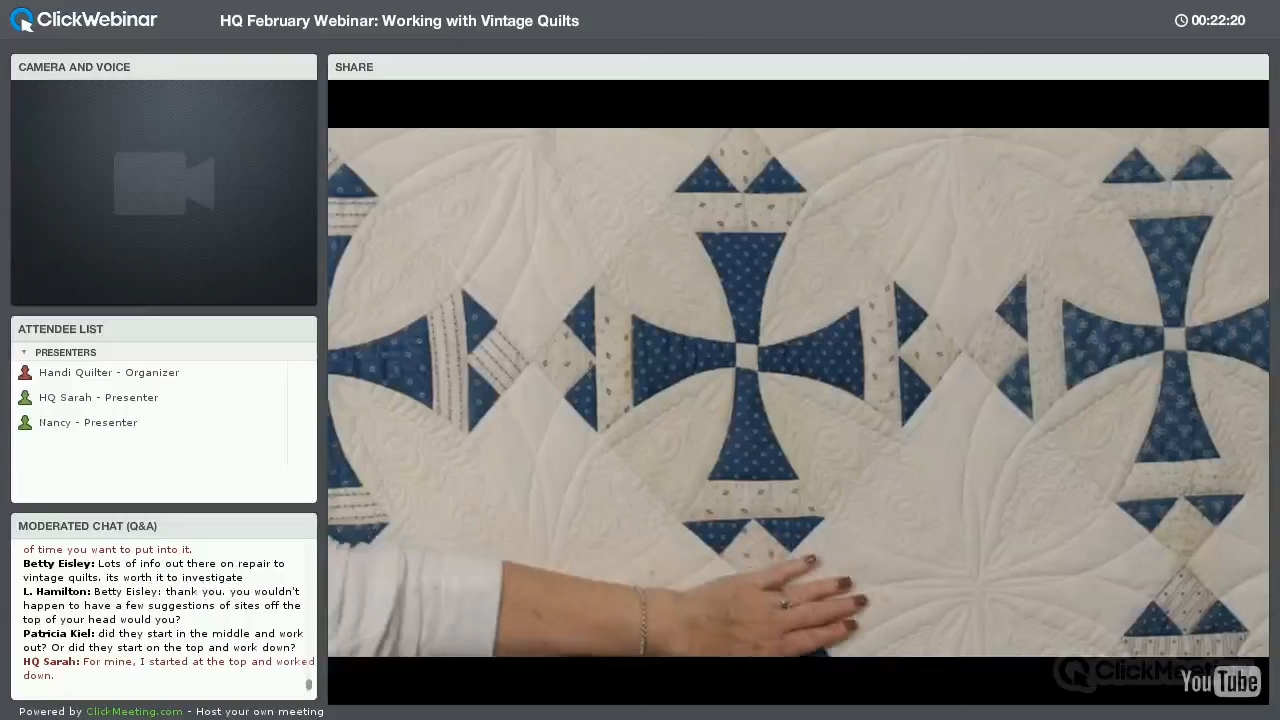 ClickWebinar
HQ February Webinar: Working with Vintage Quilts
00:22:20
CAMERA AND VOICE
SHARE
ATTENDEE LIST
PRESENTERS
Handi Quilter - Organizer
HQ Sarah - Presenter
Nancy - Presenter
MODERATED CHAT (Q&A)
of time you want to put into it.
Betty Eisley: Lots of info out there on repair to
vintage quilts. its worth it to investigate
L. Hamilton: Betty Eisley: thank you. you wouldn't
happen to have a few suggestions of sites off the
top of your head would you?
Patricia Kiel: did they start in the middle and work
out? Or did they start on the top and work down?
HQ Sarah: For mine, I started at the top and worked
down.
ClickMeeting
YouTube
Powered by ClickMeeting.com - Host your own meeting